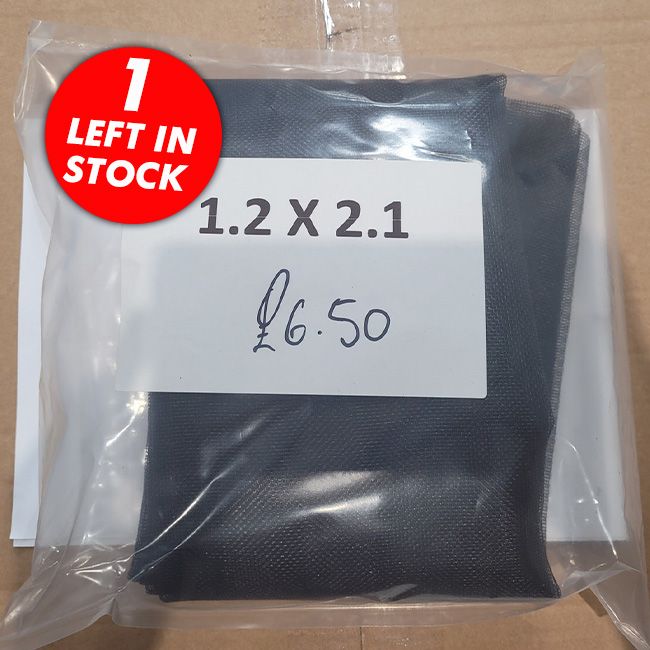 1
LEFT IN
STOCK
1.2 X 2.1
£6.50